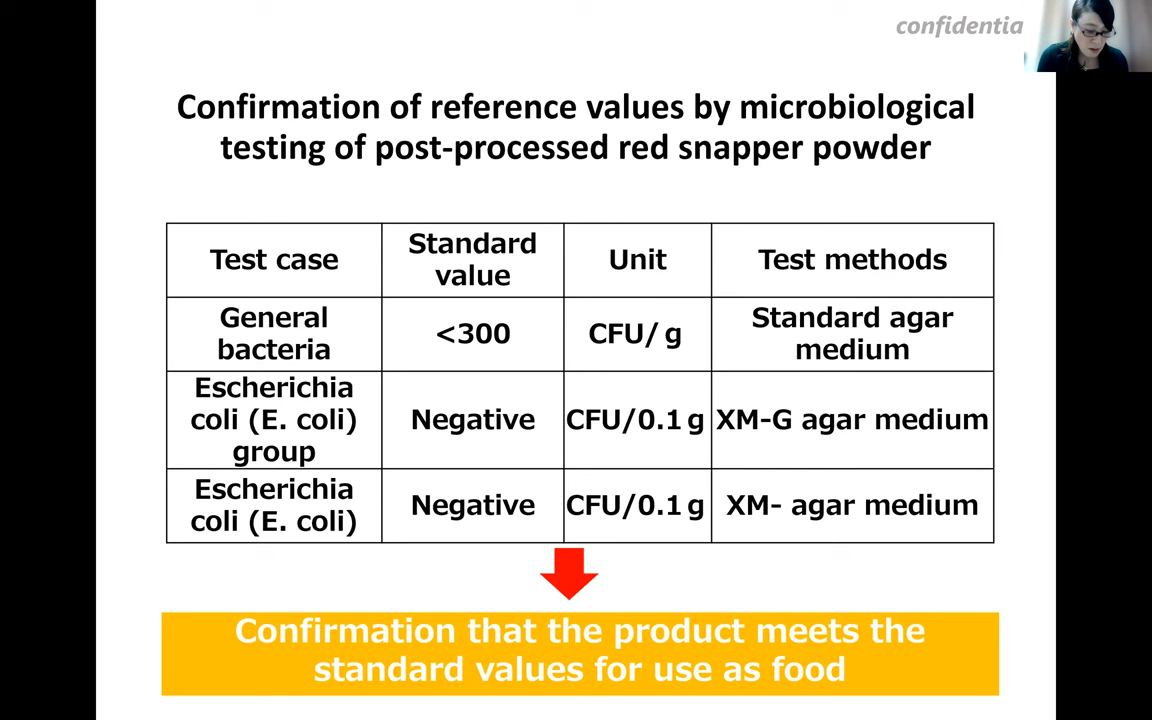 confidentia
Confirmation of reference values by microbiological
testing of post-processed red snapper powder
Test case
Standard
value
Unit
Test methods
General
bacteria
<300
CFU/ g
Standard agar
medium
Escherichia
coli (E. coli)
group
Negative
CFU/0.1 g
XM-G agar medium
Escherichia
coli (E. coli)
Negative
CFU/0.1 g
XM- agar medium
Confirmation that the product meets the
standard values for use as food